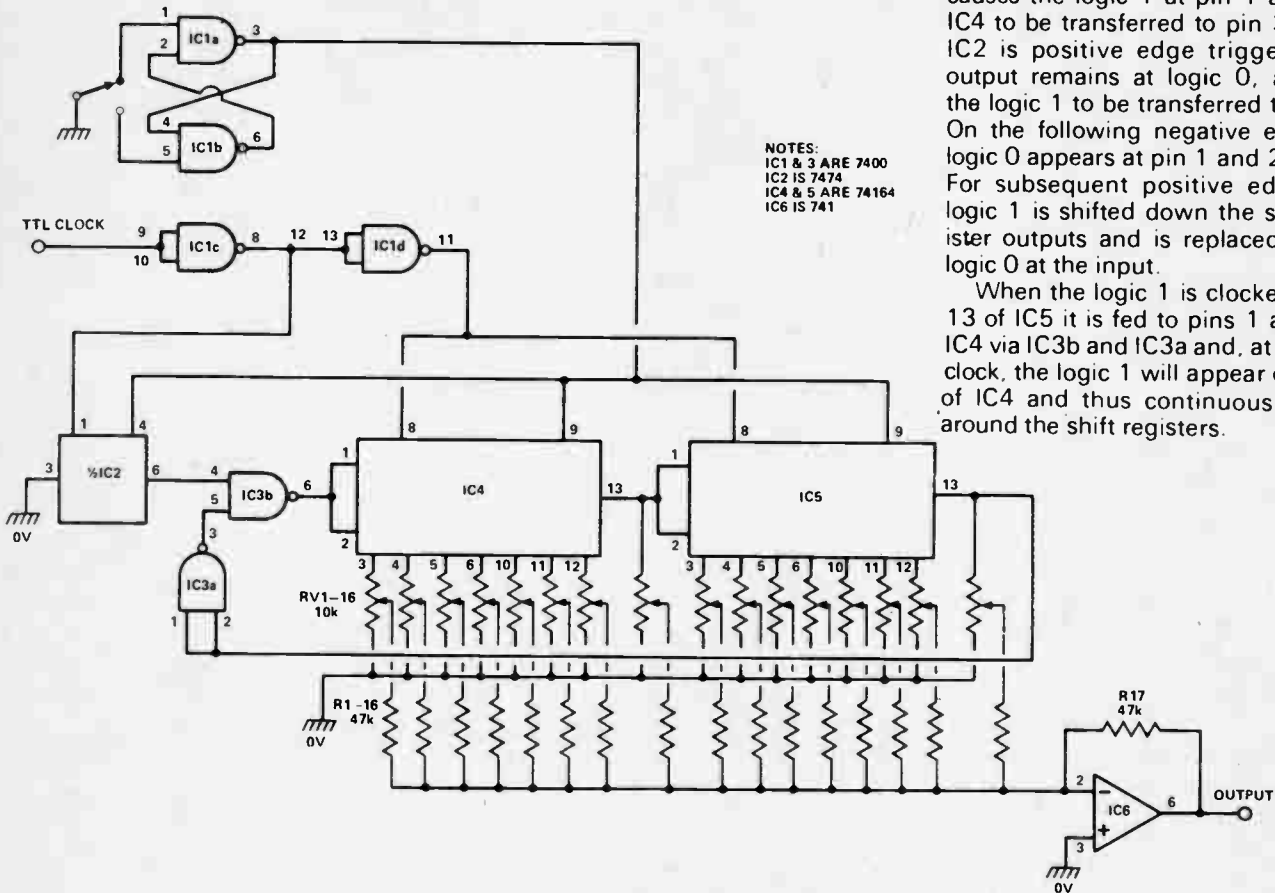 causes the logic 1 at pin 1 a
IC4 to be transferred to pin
IC2 is positive edge trigge
output remains at logic 0, a
the logic 1 to be transferred t
On the following negative e
logic 0 appears at pin 1 and 2
For subsequent positive ed
logic 1 is shifted down the s
ister outputs and is replaced
logic 0 at the input.
When the logic 1 is clocke
13 of IC5 it is fed to pins 1 a
IC4 via IC3b and IC3a and, at
clock, the logic 1 will appear
of IC4 and thus continuous
around the shift registers.
1
2
IC1a
3
4
5
IC1b
6
NOTES:
IC1 & 3 ARE 7400
IC2 IS 7474
IC4 & 5 ARE 74164
IC6 IS 741
TTL CLOCK
9
10
IC1c
8
12
13
IC1d
11
1
4
3
½IC2
6
0V
4
5
IC3b
6
3
IC3a
1
2
8
9
1
2
IC4
13
3 4 5 6 10 11 12
8
9
1
2
IC5
13
3 4 5 6 10 11 12
RV1-16
10k
0V
R1-16
47k
R17
47k
2
−
IC6
+
3
6
OUTPUT
0V